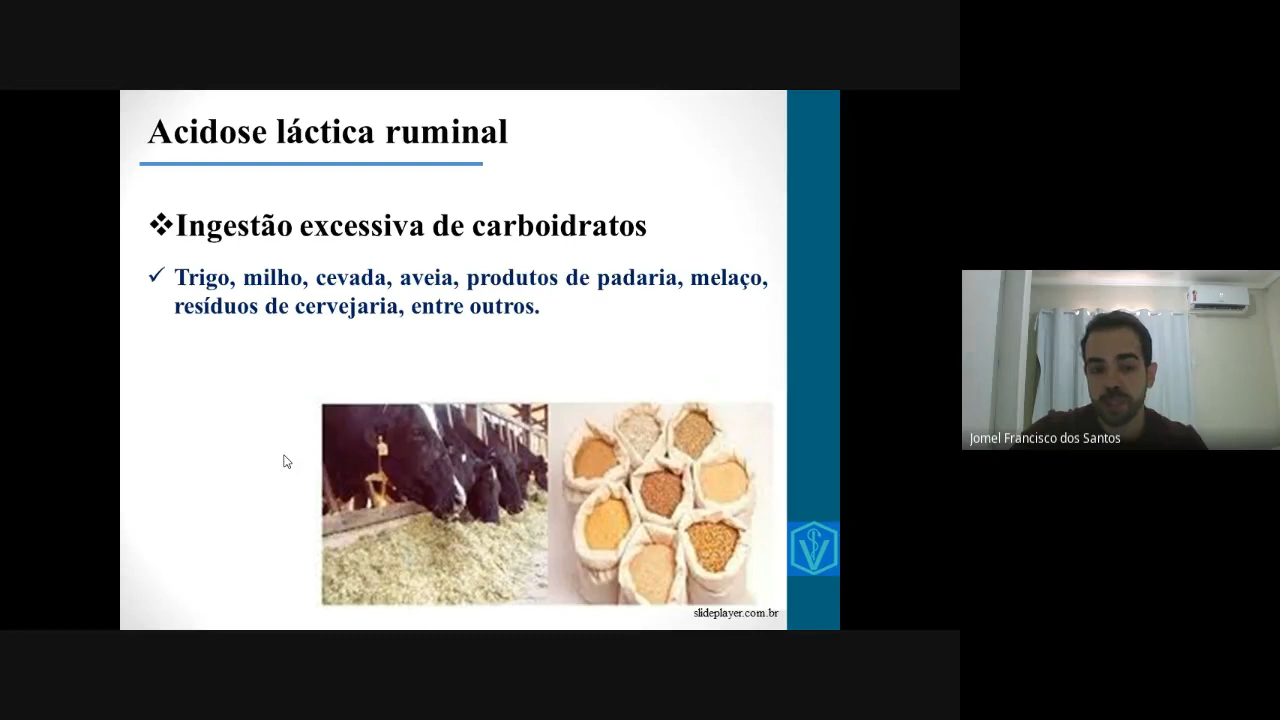 Acidose láctica ruminal
❖Ingestão excessiva de carboidratos
✓ Trigo, milho, cevada, aveia, produtos de padaria, melaço,
resíduos de cervejaria, entre outros.
slideplayer.com.br
Jomel Francisco dos Santos